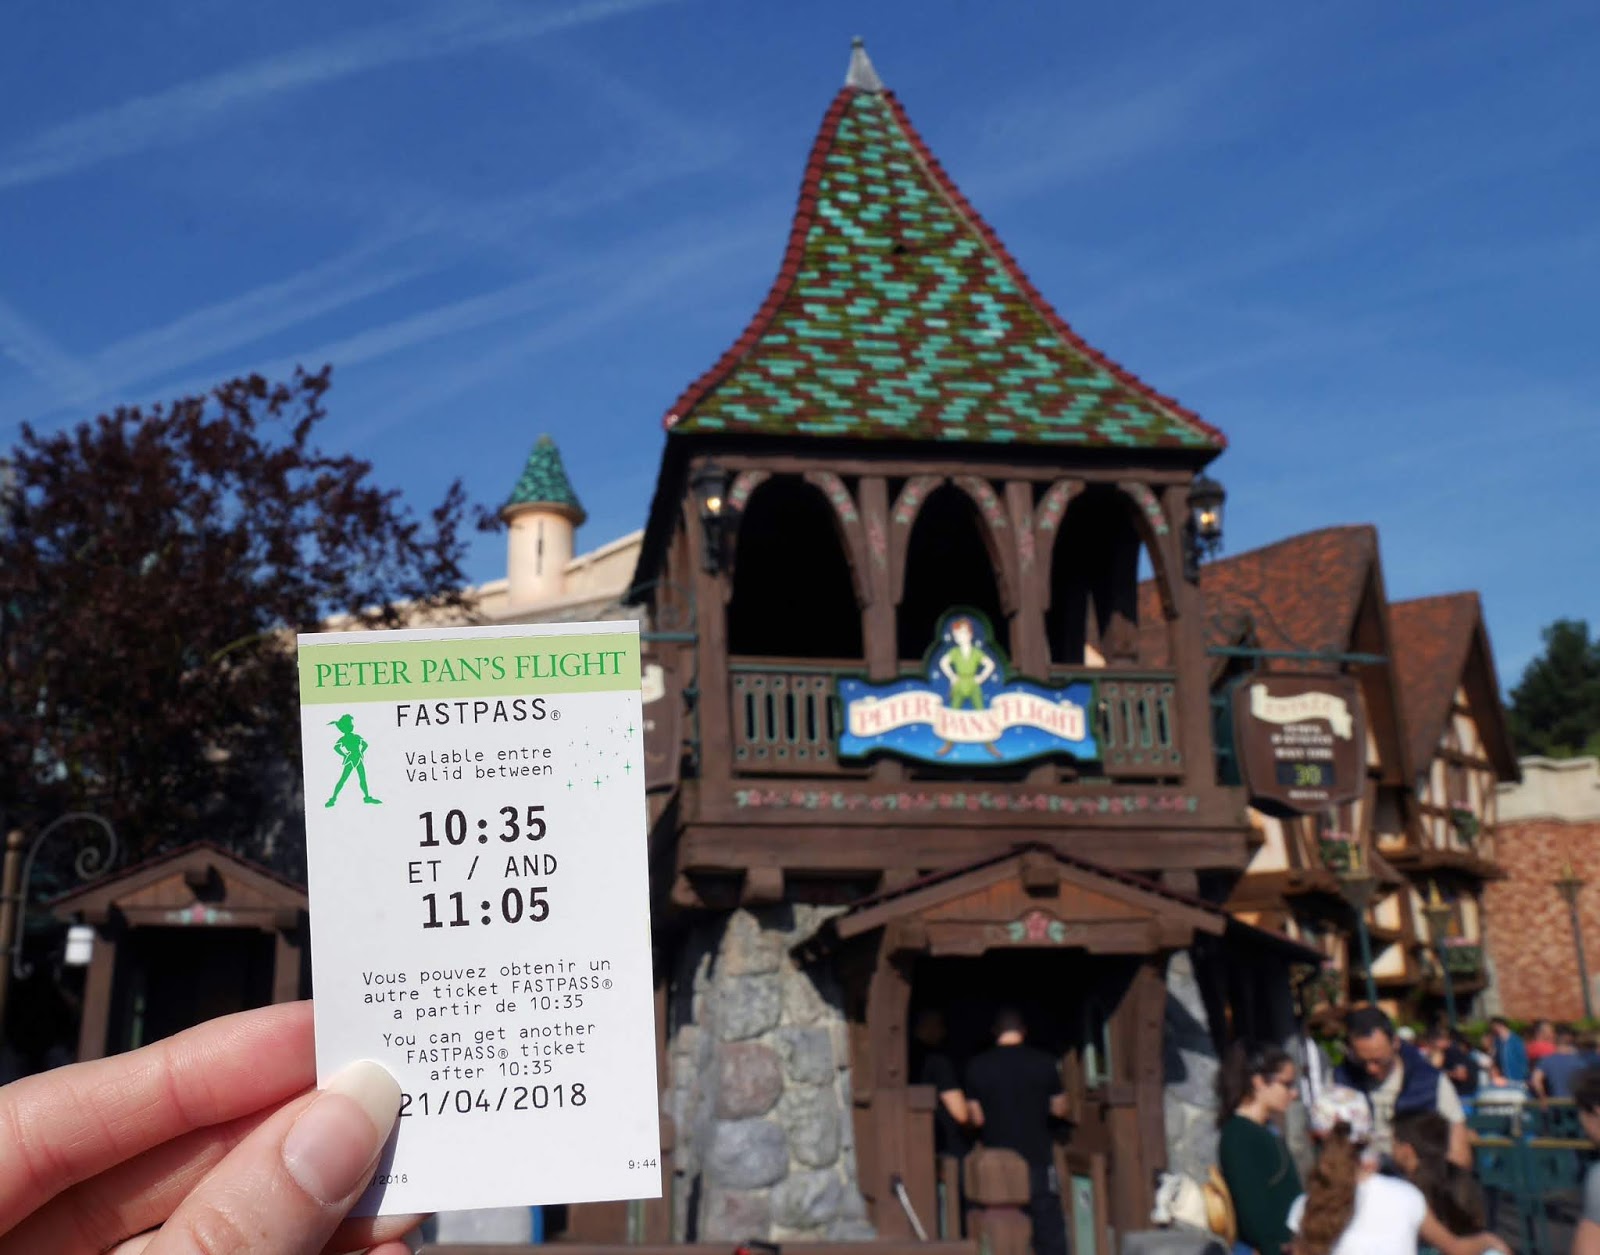 PETER PAN'S FLIGHT
FASTPASS®
Valable entre
Valid between
10:35
ET / AND
11:05
Vous pouvez obtenir un
autre ticket FASTPASS®
a partir de 10:35
You can get another
FASTPASS® ticket
after 10:35
21/04/2018
/2018
9:44
PETER PAN'S FLIGHT
30